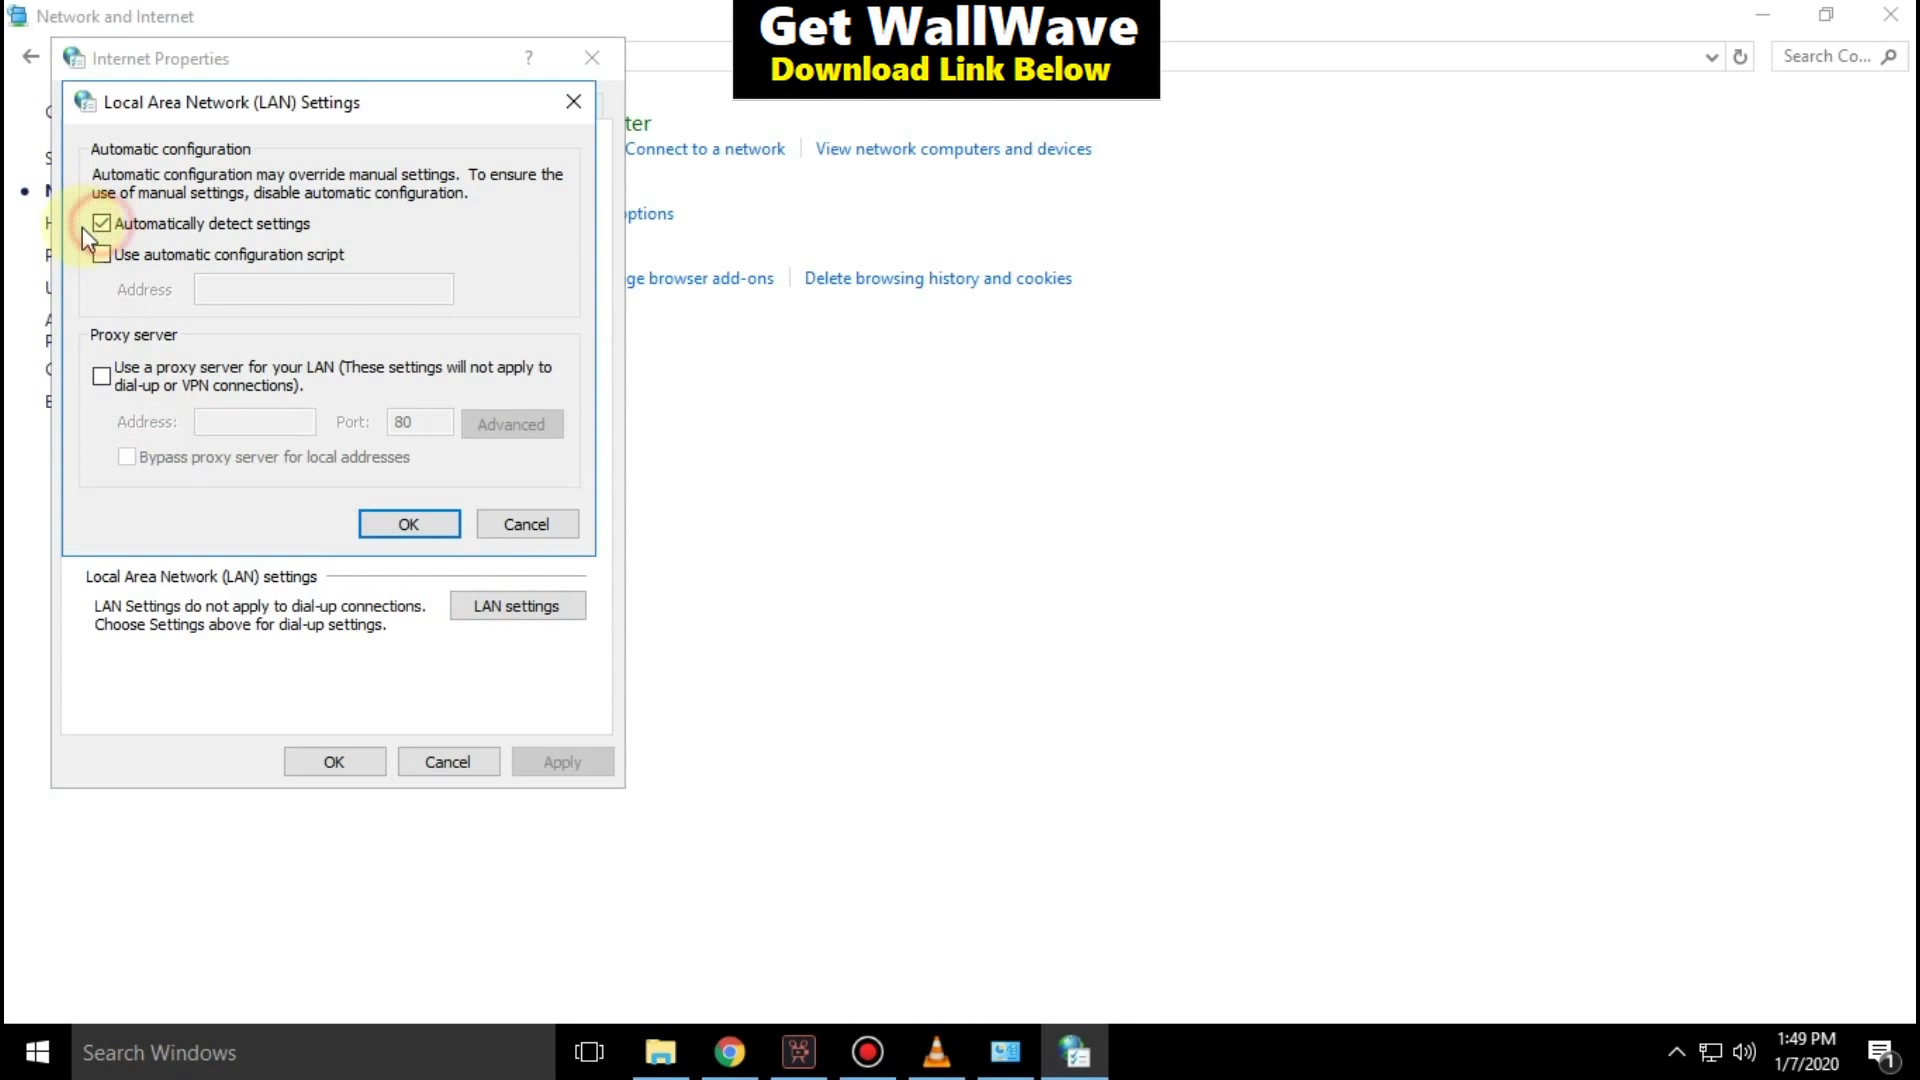 Network and Internet
Get WallWave
Download Link Below
Internet Properties
?
Search Co...
Local Area Network (LAN) Settings
Automatic configuration
Automatic configuration may override manual settings. To ensure the
use of manual settings, disable automatic configuration.
Automatically detect settings
Use automatic configuration script
Address
Proxy server
Use a proxy server for your LAN (These settings will not apply to
dial-up or VPN connections).
Address:
Port:
80
Advanced
Bypass proxy server for local addresses
OK
Cancel
ter
Connect to a network
View network computers and devices
ptions
ge browser add-ons
Delete browsing history and cookies
Local Area Network (LAN) settings
LAN Settings do not apply to dial-up connections.
Choose Settings above for dial-up settings.
LAN settings
OK
Cancel
Apply
Search Windows
1:49 PM
1/7/2020
1